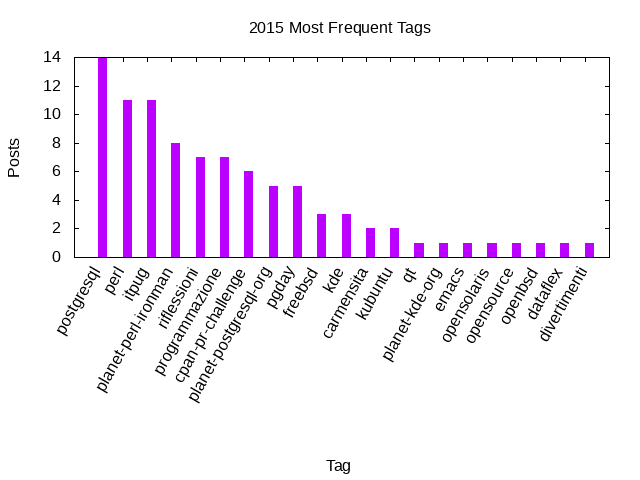 2015 Most Frequent Tags
Posts
14
12
10
8
6
4
2
0
postgresql
perl
itpug
planet-perl-ironman
riflessioni
programmazione
cpan-pr-challenge
planet-postgresql-org
pgday
freebsd
kde
carmensita
kubuntu
qt
planet-kde-org
emacs
opensolaris
opensource
openbsd
dataflex
divertimenti
Tag